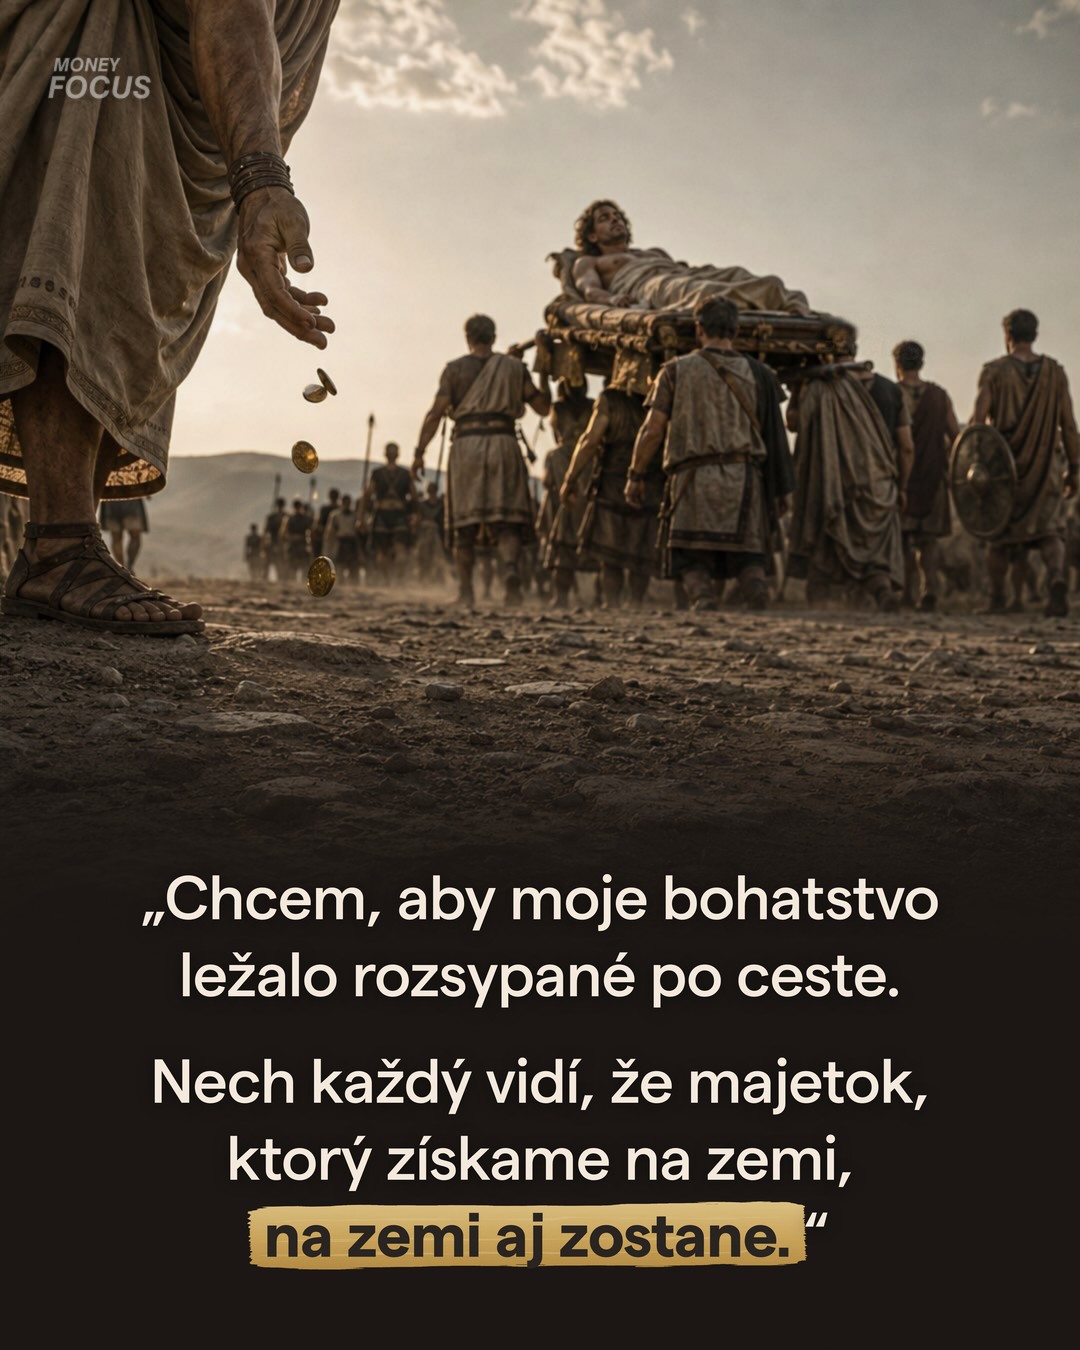 MONEY
FOCUS
„Chcem, aby moje bohatstvo
ležalo rozsypané po ceste.
Nech každý vidí, že majetok,
ktorý získame na zemi,
na zemi aj zostane.“